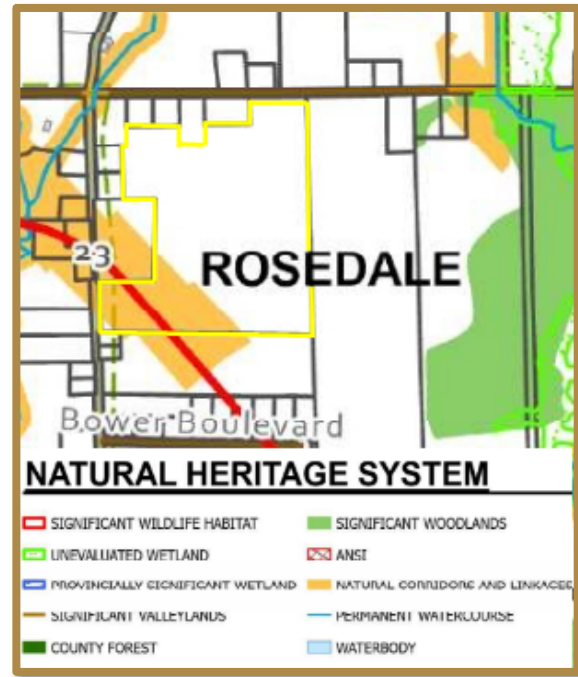 23
ROSEDALE
Bower Boulevard
NATURAL HERITAGE SYSTEM
SIGNIFICANT WILDLIFE HABITAT
SIGNIFICANT WOODLANDS
UNEVALUATED WETLAND
ANSI
PROVINCIALLY SIGNIFICANT WETLAND
NATURAL CORRIDORS AND LINKAGES
SIGNIFICANT VALLEYLANDS
PERMANENT WATERCOURSE
COUNTY FOREST
WATERBODY